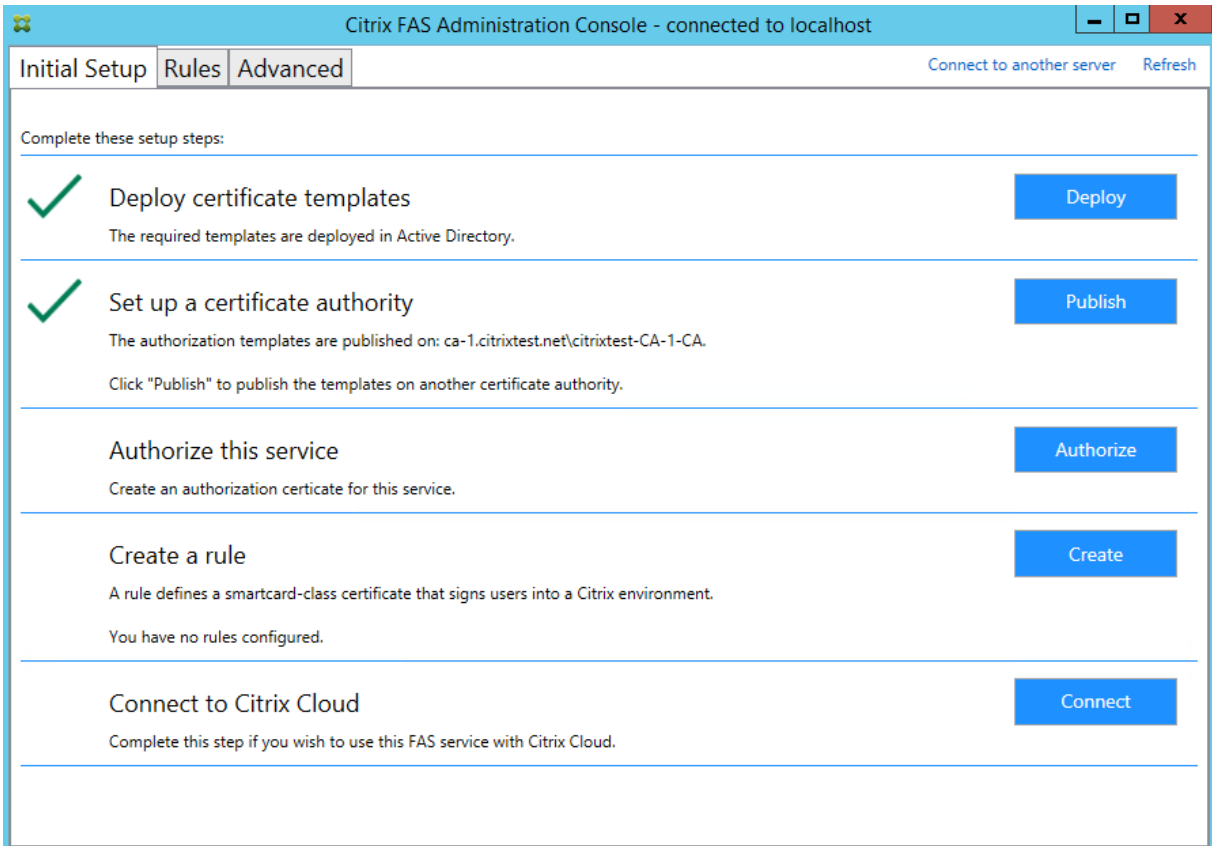 Citrix FAS Administration Console - connected to localhost
Initial Setup Rules Advanced Connect to another server Refresh
Complete these setup steps:
Deploy certificate templates
Deploy
The required templates are deployed in Active Directory.
Set up a certificate authority
Publish
The authorization templates are published on: ca-1.citrixtest.net\citrixtest-CA-1-CA.
Click "Publish" to publish the templates on another certificate authority.
Authorize this service
Authorize
Create an authorization certicate for this service.
Create a rule
Create
A rule defines a smartcard-class certificate that signs users into a Citrix environment.
You have no rules configured.
Connect to Citrix Cloud
Connect
Complete this step if you wish to use this FAS service with Citrix Cloud.